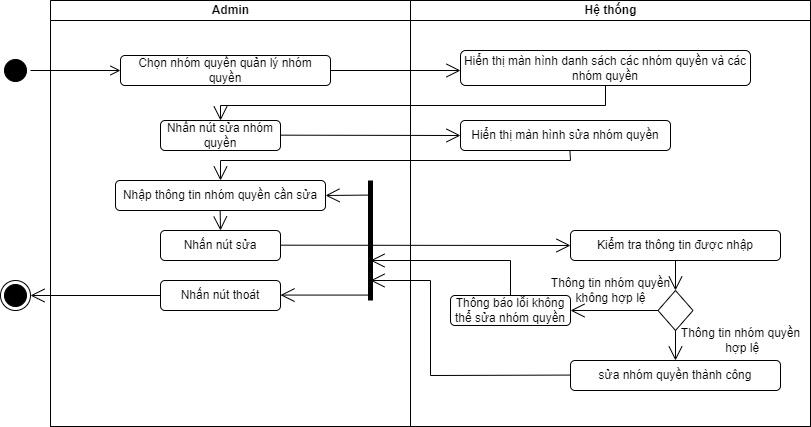 Admin
Hệ thống
Chọn nhóm quyền quản lý nhóm
quyền
Hiển thị màn hình danh sách các nhóm quyền và các
nhóm quyền
Nhấn nút sửa nhóm
quyền
Hiển thị màn hình sửa nhóm quyền
Nhập thông tin nhóm quyền cần sửa
Nhấn nút sửa
Kiểm tra thông tin được nhập
Nhấn nút thoát
Thông tin nhóm quyền
không hợp lệ
Thông báo lỗi không
thể sửa nhóm quyền
Thông tin nhóm quyền
hợp lệ
sửa nhóm quyền thành công